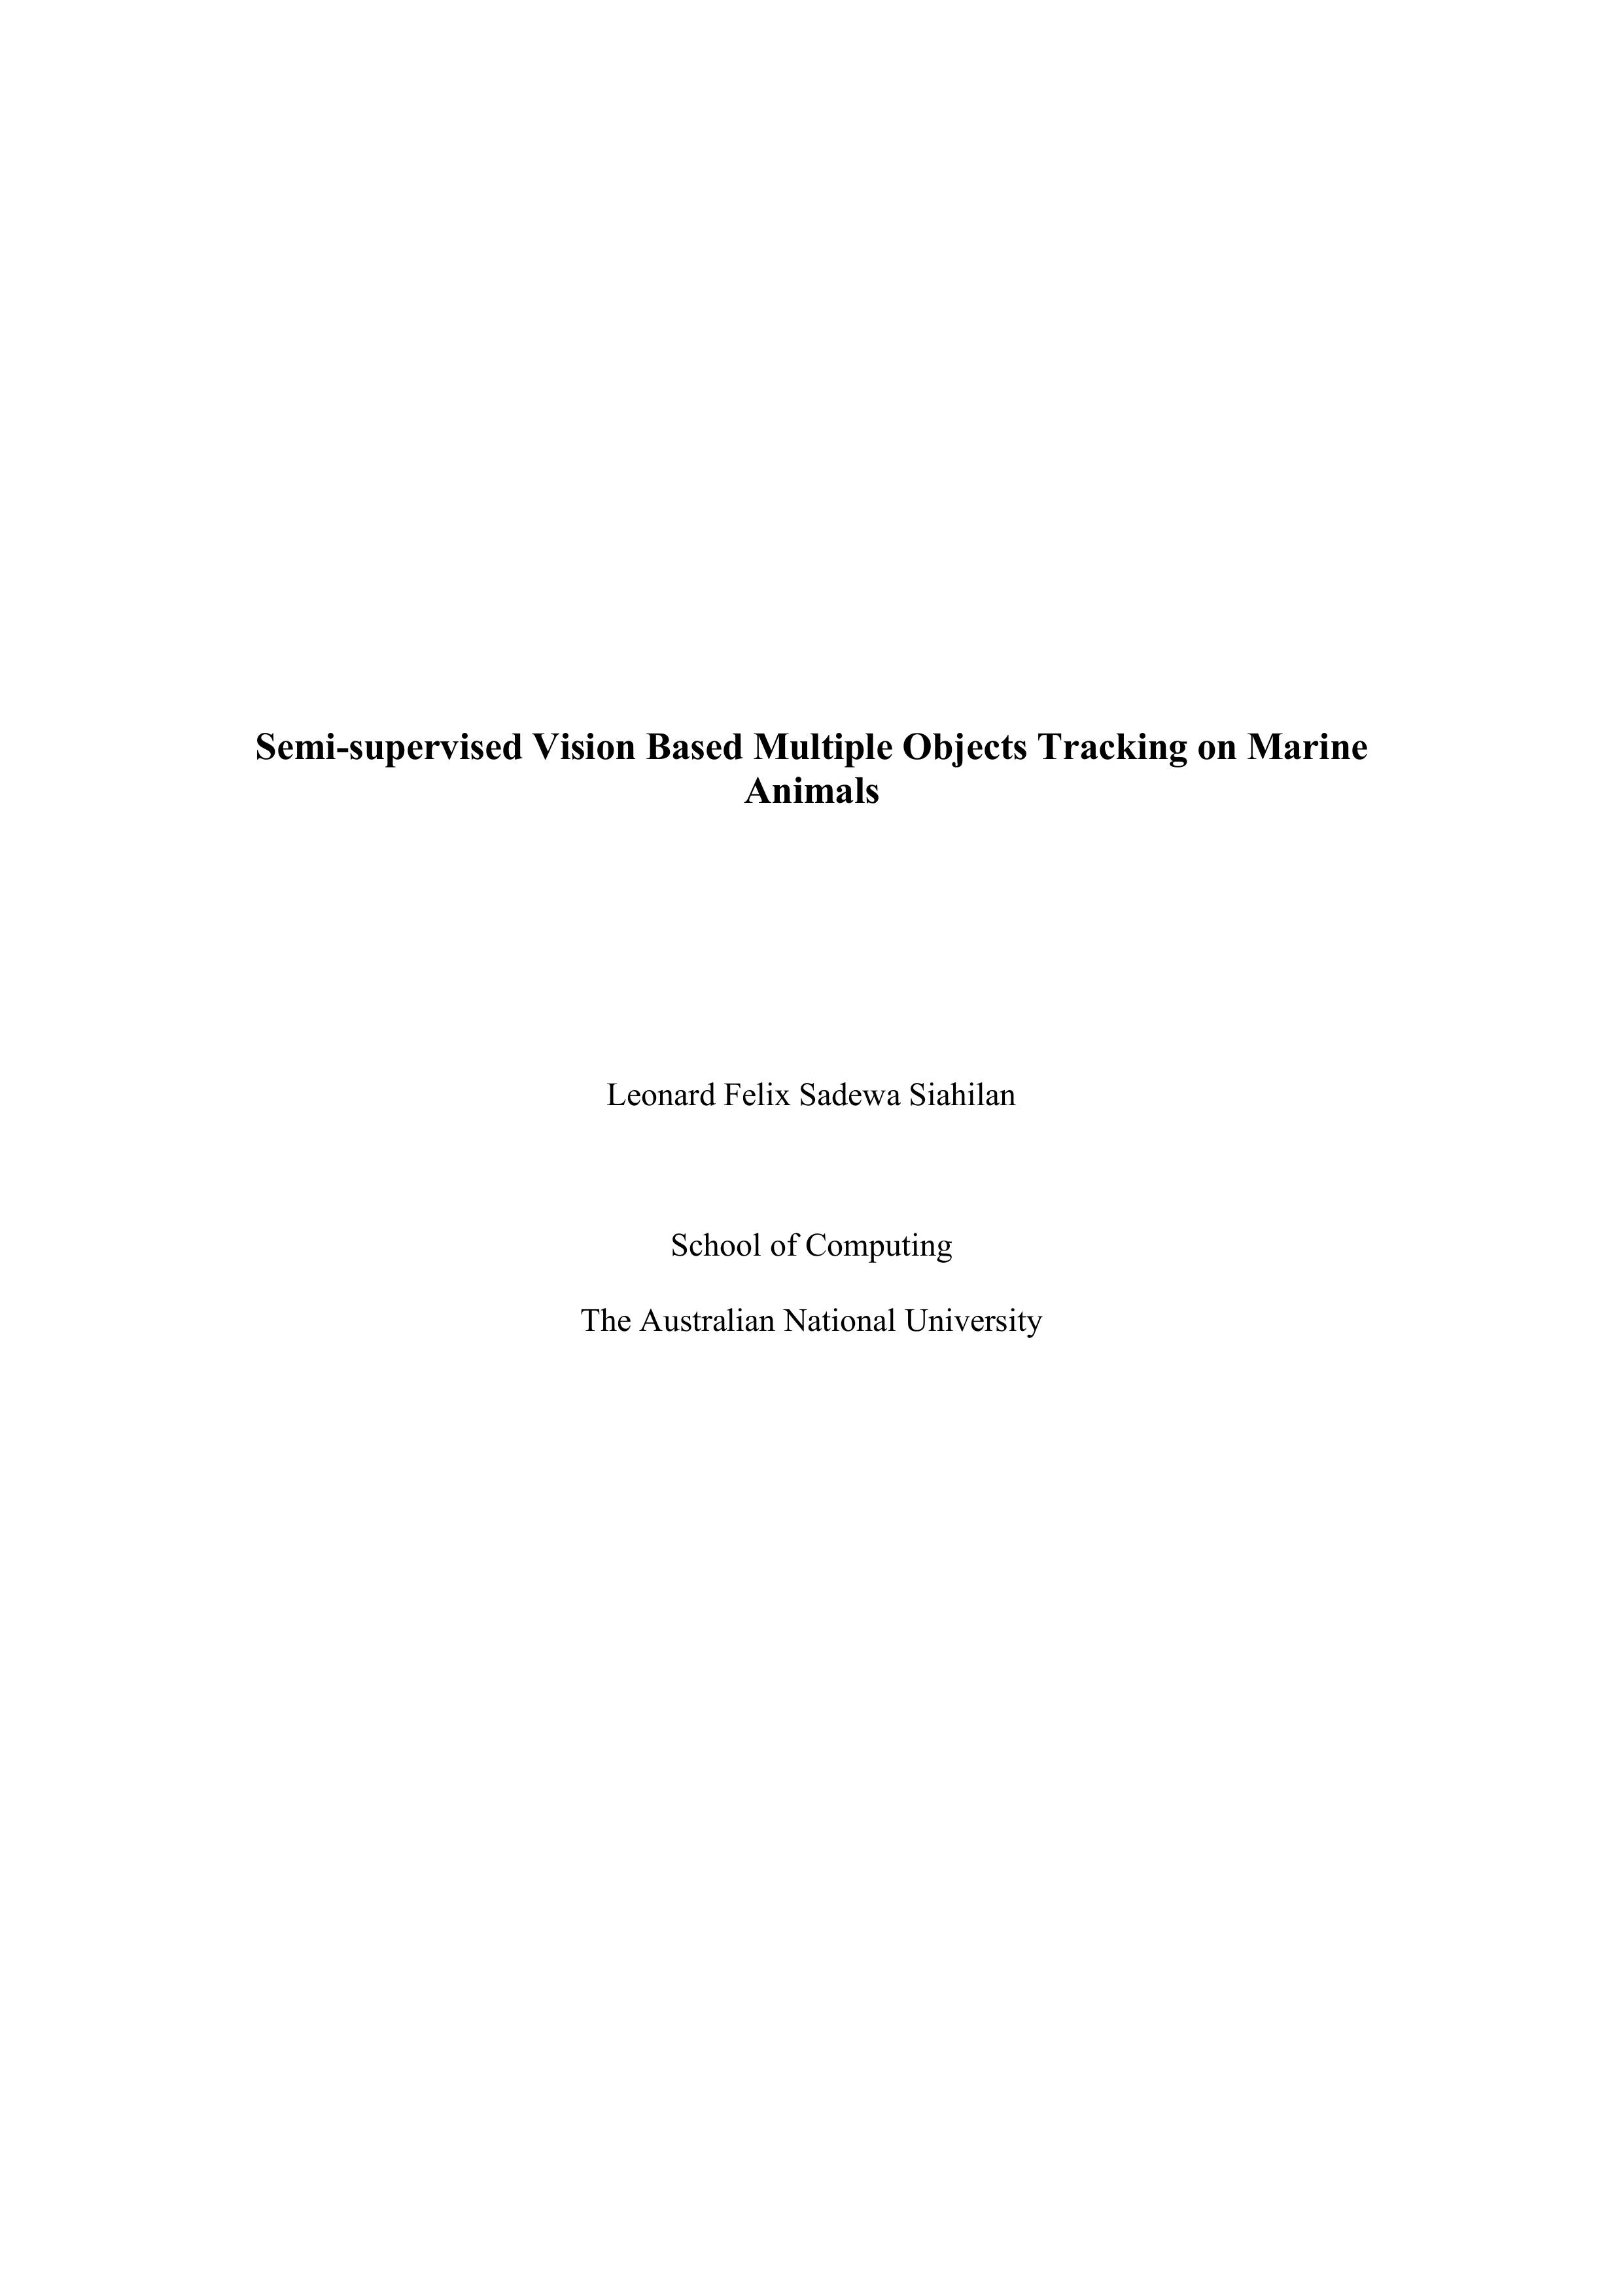 Semi-supervised Vision Based Multiple Objects Tracking on Marine
Animals
Leonard Felix Sadewa Siahilan
School of Computing
The Australian National University